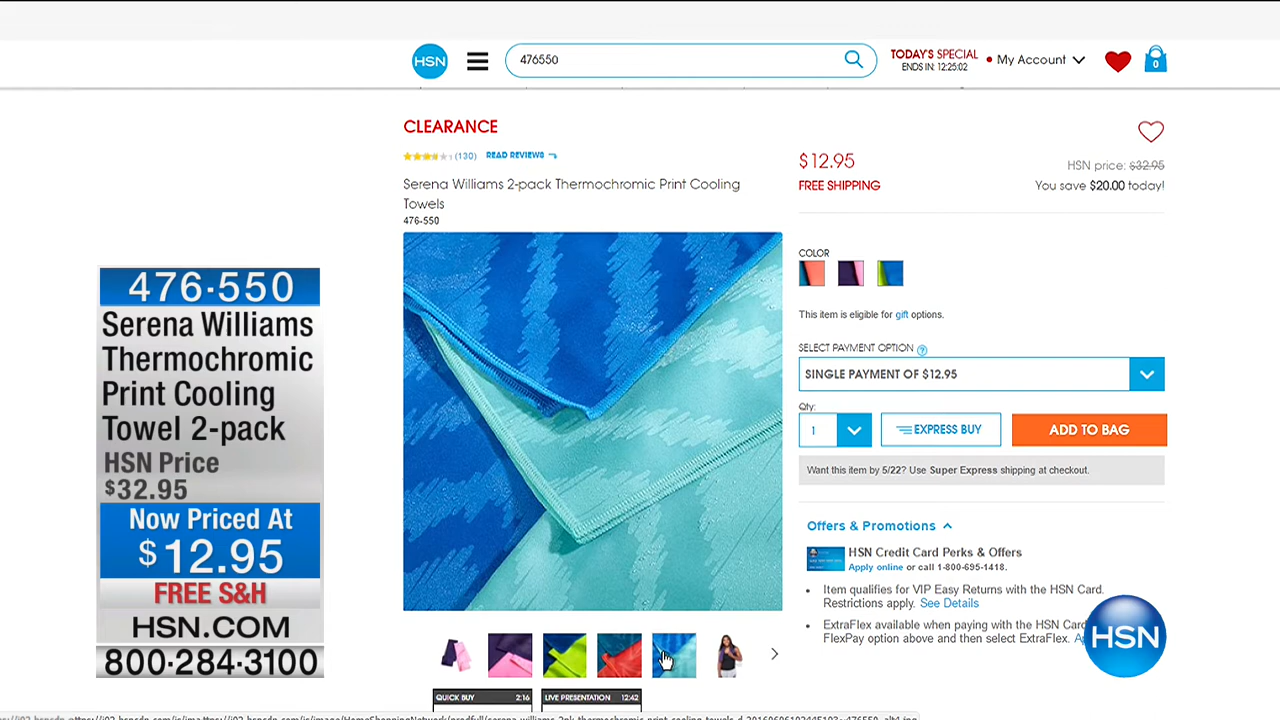 HSN
476550
TODAY'S SPECIAL
ENDS IN: 12:25:02
My Account
0
CLEARANCE
(130) READ REVIEWS
Serena Williams 2-pack Thermochromic Print Cooling
Towels
476-550
$12.95
HSN price: $32.95
FREE SHIPPING
You save $20.00 today!
COLOR
This item is eligible for gift options.
SELECT PAYMENT OPTION ?
SINGLE PAYMENT OF $12.95
Qty:
1
EXPRESS BUY
ADD TO BAG
Want this item by 5/22? Use Super Express shipping at checkout.
Offers & Promotions
HSN Credit Card Perks & Offers
Apply online or call 1-800-695-1418.
• Item qualifies for VIP Easy Returns with the HSN Card.
Restrictions apply. See Details
• ExtraFlex available when paying with the HSN Card
FlexPay option above and then select ExtraFlex.
HSN
QUICK BUY 2:16
LIVE PRESENTATION 12:42
476-550
Serena Williams
Thermochromic
Print Cooling
Towel 2-pack
HSN Price
$32.95
Now Priced At
$12.95
FREE S&H
HSN.COM
800-284-3100